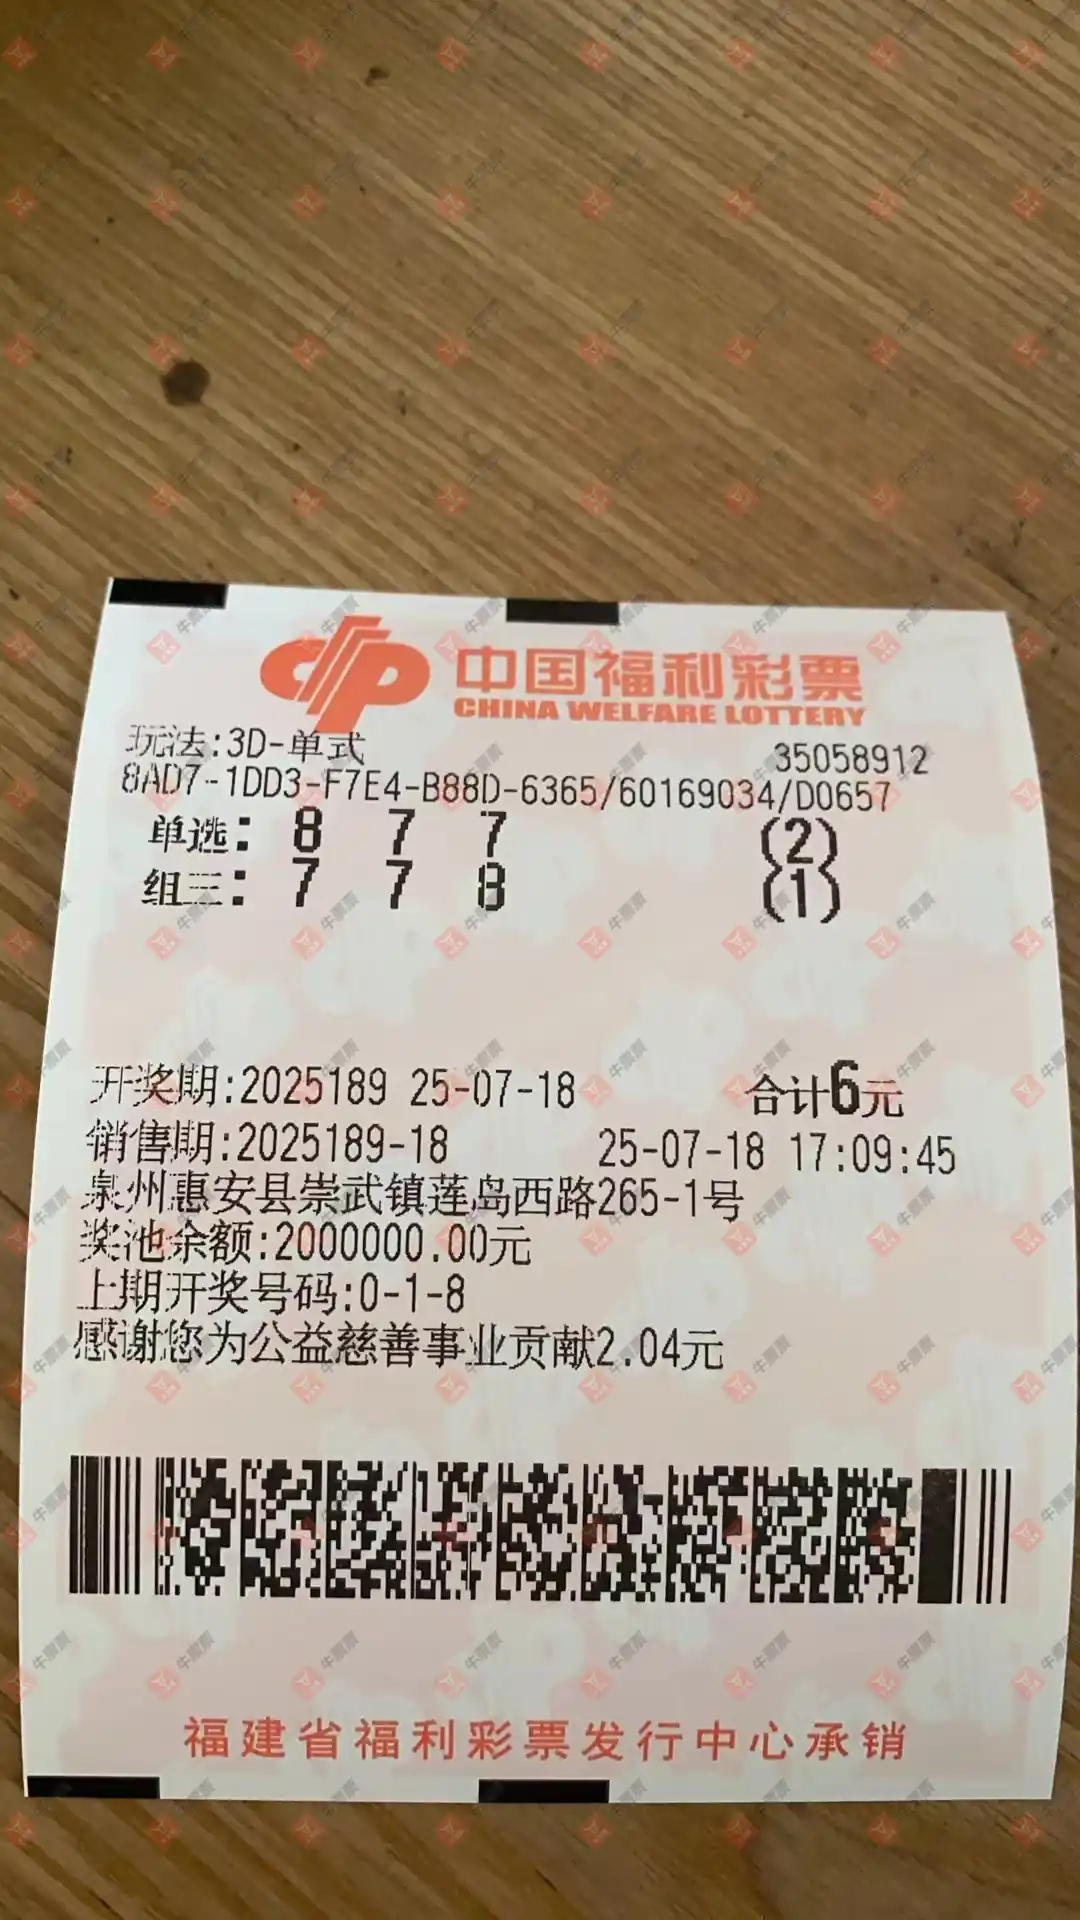 中国福利彩票
CHINA WELFARE LOTTERY
玩法:3D-单式 35058912
8AD7-1DD3-F7E4-B88D-6365/60169034/D0657
单选: 8 7 7 (2)
组三: 7 7 8 (1)
开奖期:2025189 25-07-18 合计6元
销售期:2025189-18 25-07-18 17:09:45
泉州惠安县崇武镇莲岛西路265-1号
奖池余额:2000000.00元
上期开奖号码:0-1-8
感谢您为公益慈善事业贡献2.04元
福建省福利彩票发行中心承销